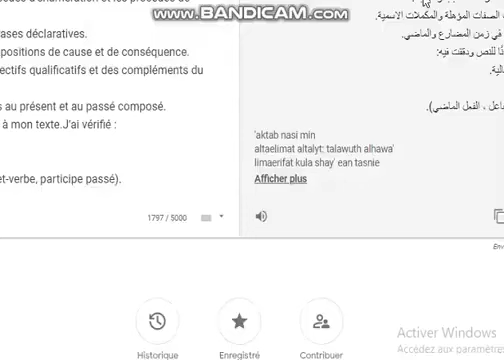 www.BANDICAM.com
ت الصفات المؤهلة والمكملات الاسمية.
rases déclaratives.
في زمن المضارع والماضي.
positions de cause et de conséquence.
ذًا للنص ودققت فيه:
ectifs qualificatifs et des compléments du
s au présent et au passé composé.
à mon texte.J'ai vérifié :
فاعل ، الفعل الماضي).
'aktab nasi min
altaelimat altalyt: talawuth alhawa'
limaerifat kula shay' ean tasnie
et-verbe, participe passé).
Afficher plus
1797 / 5000
Historique
Enregistré
Contribuer
Activer Windows
Accédez aux paramètres